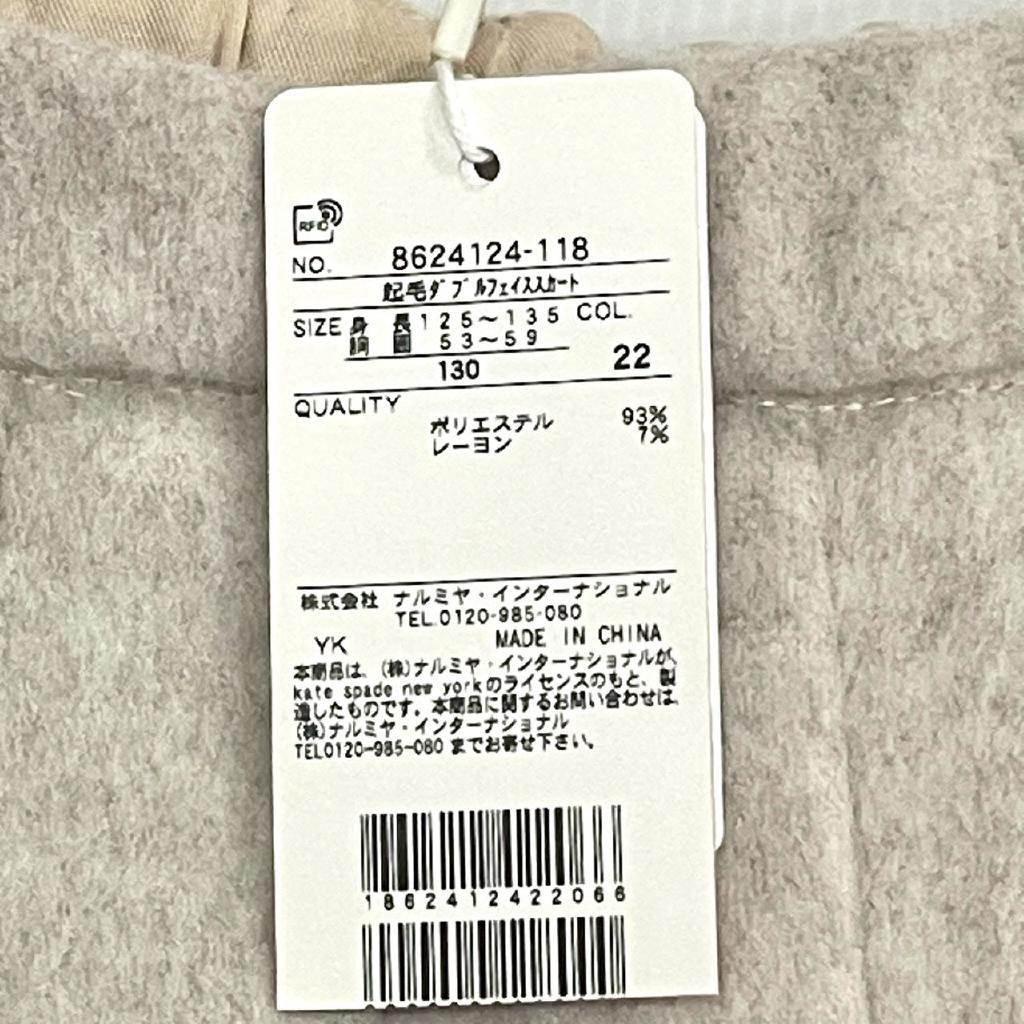 RFID
NO. 8624124-118
起毛ダブルフェイススカート
SIZE 身 長 125～135 COL.
胴 囲 53～59
130 22
QUALITY
ポリエステル 93%
レーヨン 7%
株式会社 ナルミヤ・インターナショナル
TEL.0120-985-080
YK MADE IN CHINA
本商品は、(株)ナルミヤ・インターナショナルが、
kate spade new yorkのライセンスのもと、製
造したものです。本商品に関するお問い合わせは、
(株)ナルミヤ・インターナショナル
TEL0120-985-080 までお寄せ下さい。
1862412422066